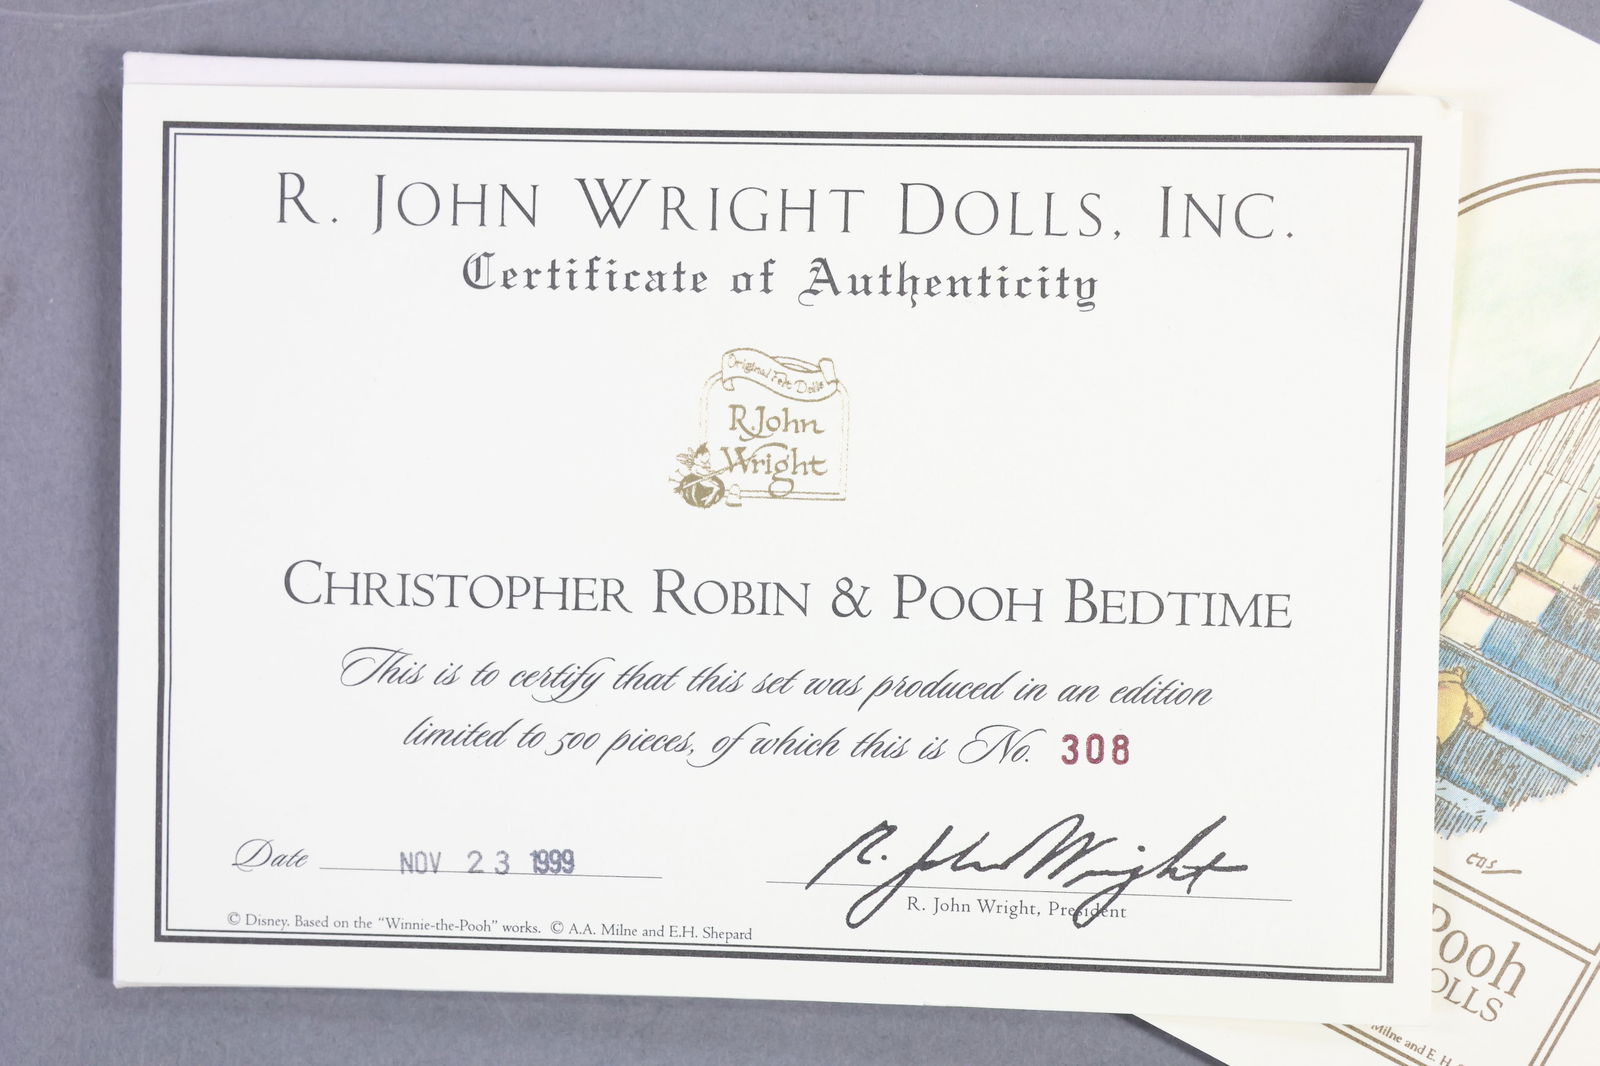 R. JOHN WRIGHT DOLLS, INC.
Certificate of Authenticity
Original Felt Dolls
R. John
Wright
CHRISTOPHER ROBIN & POOH BEDTIME
This is to certify that this set was produced in an edition
limited to 500 pieces, of which this is No. 308
Date NOV 23 1999
R. John Wright
R. John Wright, President
© Disney. Based on the "Winnie-the-Pooh" works. © A.A. Milne and E.H. Shepard
Pooh
OLLS
Milne and E. H.